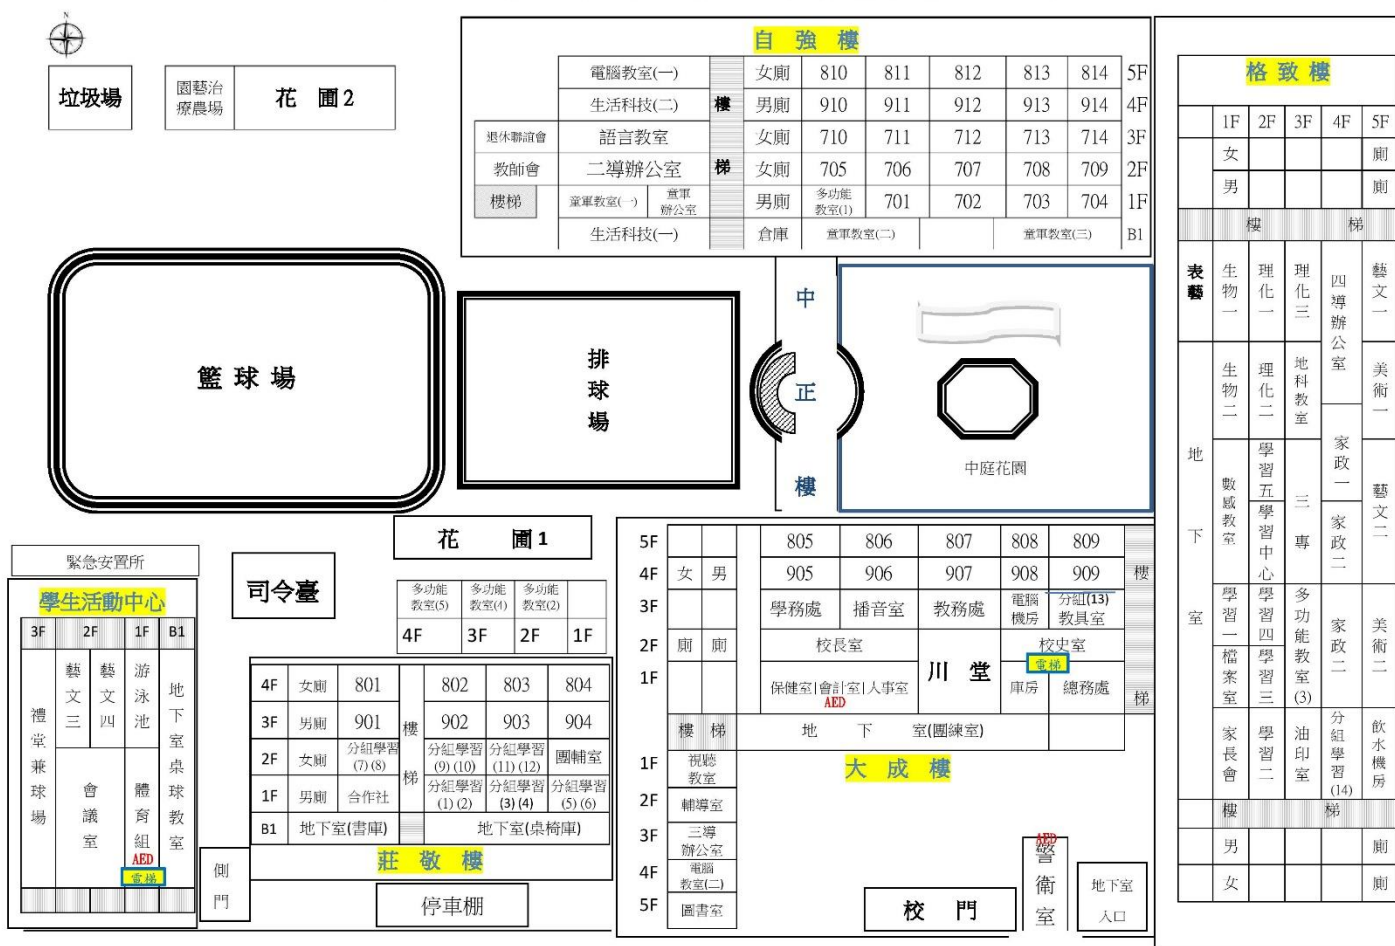 N
垃圾場
園藝治
療農場
花 圃2
自 強 樓
電腦教室(一) 女廁 810 811 812 813 814 5F
生活科技(二) 樓 男廁 910 911 912 913 914 4F
退休聯誼會 語言教室 女廁 710 711 712 713 714 3F
教師會 二導辦公室 梯 女廁 705 706 707 708 709 2F
樓梯 童軍教室(一) 童軍
辦公室 男廁 多功能
教室(1) 701 702 703 704 1F
生活科技(一) 倉庫 童軍教室(二) 童軍教室(三) B1
格致樓
1F 2F 3F 4F 5F
女 廁
男 廁
樓 梯
表藝 生物一 理化一 理化三 四導辦公室 藝文一
地下室 生物二 理化二 地科教室 家政一 美術一
數感教室 學習五 學習中心 三專 家政二 藝文二
學習一 學習四 多功能教室(3) 家政二 美術二
檔案室 學習三
家長會 學習二 油印室 分組學習(14) 飲水機房
樓 梯
男 廁
女 廁
籃球場
排球場
中正樓
中庭花園
花 圃1
司令臺
緊急安置所
學生活動中心
3F 2F 1F B1
禮堂兼球場 藝文三 藝文四 游泳池 地下室桌球教室
會議室 體育組
AED
電梯
側門
多功能
教室(5) 多功能
教室(4) 多功能
教室(2)
4F 3F 2F 1F
4F 女廁 801 802 803 804
3F 男廁 901 樓 902 903 904
2F 女廁 分組學習
(7) (8) 分組學習
(9) (10) 分組學習
(11) (12) 團輔室
梯
1F 男廁 合作社 分組學習
(1) (2) 分組學習
(3) (4) 分組學習
(5) (6)
B1 地下室(書庫) 地下室(桌椅庫)
莊敬樓
停車棚
5F 805 806 807 808 809
4F 女 男 905 906 907 908 909 樓
3F 學務處 播音室 教務處 電腦
機房 分組(13)
教具室
2F 廁 廁 校長室 川堂 校史室
電梯
1F 保健室|會計室|人事室 庫房 總務處 梯
AED
樓 梯 地 下 室(團練室)
大成樓
1F 視聽
教室
2F 輔導室
3F 三導
辦公室
4F 電腦
教室(二)
5F 圖書室
校 門
AED
警衛室
地下室
入口